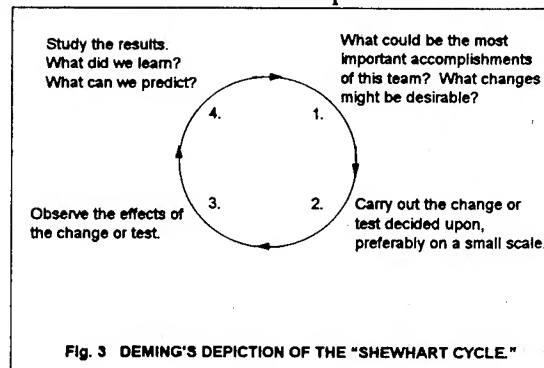 Study the results.
What did we learn?
What can we predict?
4.
What could be the most
important accomplishments
of this team? What changes
might be desirable?
1.
Observe the effects of
the change or test.
3.
2.
Carry out the change or
test decided upon,
preferably on a small scale.
Fig. 3 DEMING'S DEPICTION OF THE "SHEWHART CYCLE."